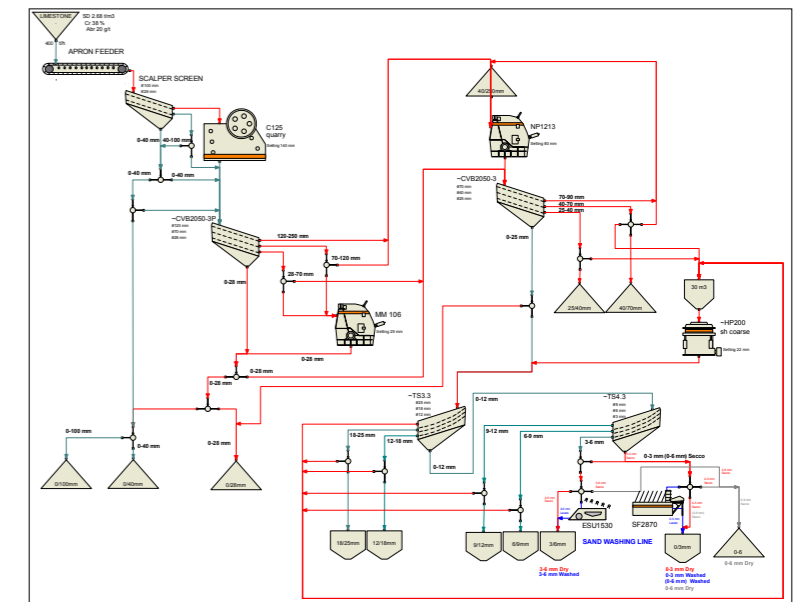 LIMESTONE
SD 2.68 t/m3
Cr 38 %
Abr 20 g/t
400 t/h
APRON FEEDER
SCALPER SCREEN
C125
quarry
Setting 140 mm
0-40 mm
40-100 mm
0-40 mm
0-40 mm
~CVB2050-3P
120-250 mm
70-120 mm
28-70 mm
0-28 mm
MM 106
0-28 mm
0-28 mm
0-28 mm
0-28 mm
0-100 mm
0-40 mm
0/100mm
0/40mm
0/28mm
NP1213
~CVB2050-3
70-90 mm
40-70 mm
25-40 mm
0-25 mm
25/40mm
40/70mm
30 m3
~HP200
sh coarse
Setting 22 mm
~TS3.3
0-12 mm
18-25 mm
12-18 mm
0-12 mm
~TS4.3
9-12 mm
6-9 mm
3-6 mm
0-3 mm (0-6 mm) Secco
18/25mm
12/18mm
9/12mm
6/9mm
3/6mm
0/3mm
0-6
ESU1530
SF2870
SAND WASHING LINE
3-6 mm Dry
3-6 mm Washed
0-3 mm Dry
0-3 mm Washed
(0-6 mm) Washed
0-6 mm Dry
0-6 mm Dry